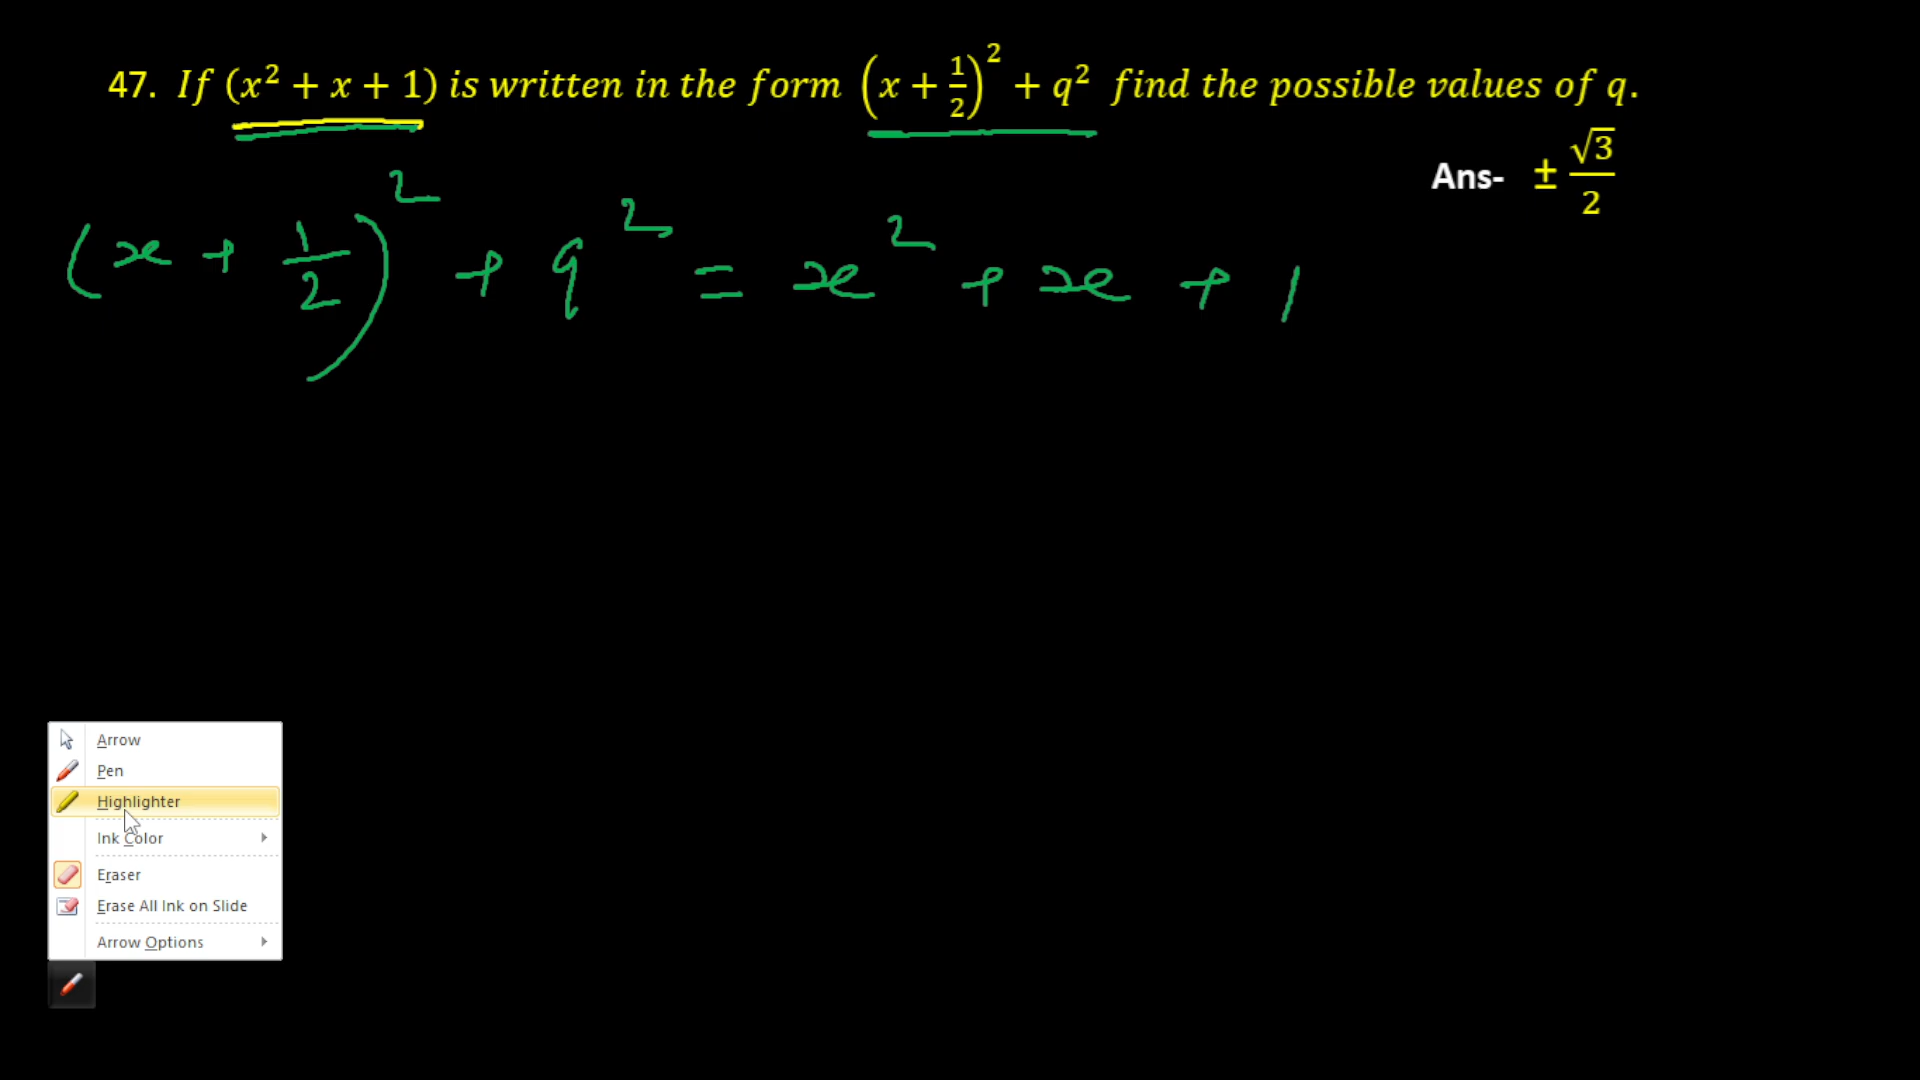 47. If (x² + x + 1) is written in the form (x + 1/2)² + q² find the possible values of q.
Ans- ± √3/2
(x + 1/2)² + q² = x² + x + 1
Arrow
Pen
Highlighter
Ink Color
Eraser
Erase All Ink on Slide
Arrow Options